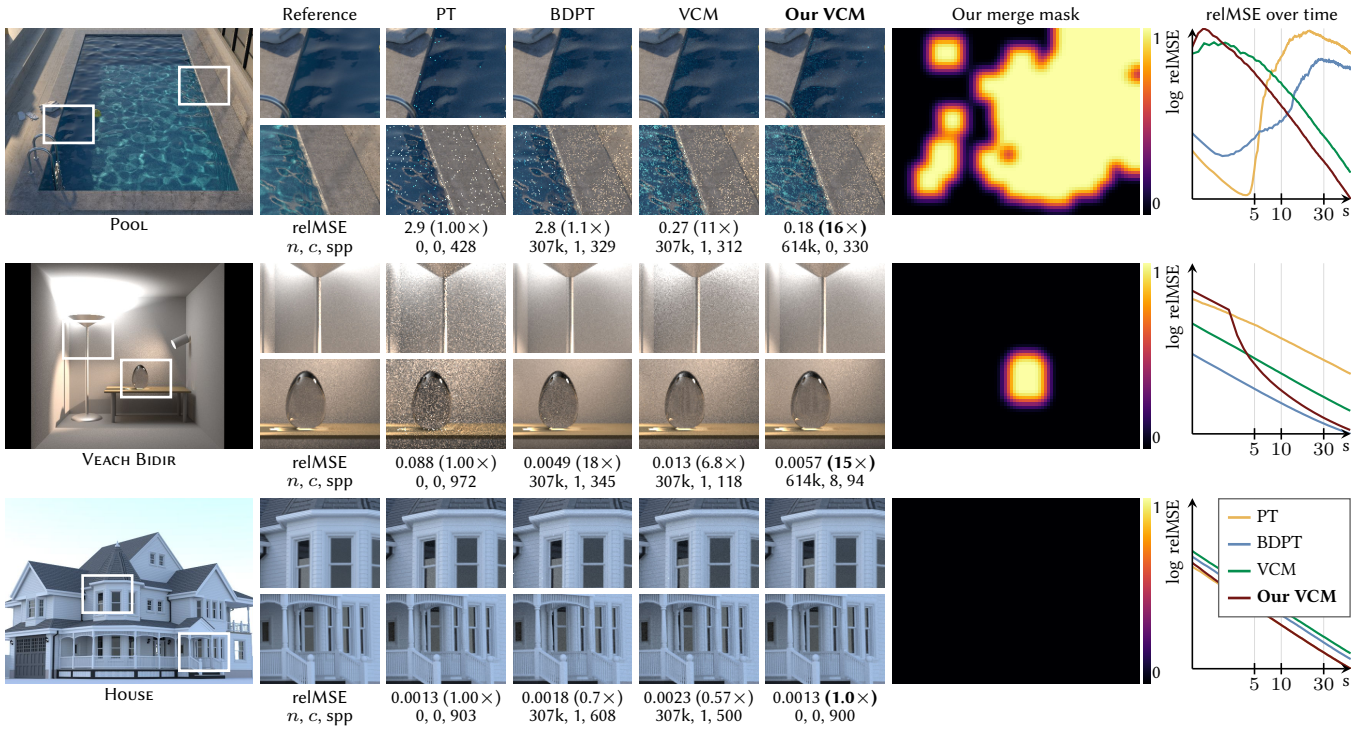 Reference PT BDPT VCM Our VCM Our merge mask relMSE over time
1
0
log relMSE
5 10 30 s
POOL
relMSE 2.9 (1.00×) 2.8 (1.1×) 0.27 (11×) 0.18 (16×)
n, c, spp 0, 0, 428 307k, 1, 329 307k, 1, 312 614k, 0, 330
1
0
log relMSE
5 10 30 s
VEACH BIDIR
relMSE 0.088 (1.00×) 0.0049 (18×) 0.013 (6.8×) 0.0057 (15×)
n, c, spp 0, 0, 972 307k, 1, 345 307k, 1, 118 614k, 8, 94
1
0
log relMSE
PT
BDPT
VCM
Our VCM
5 10 30 s
HOUSE
relMSE 0.0013 (1.00×) 0.0018 (0.7×) 0.0023 (0.57×) 0.0013 (1.0×)
n, c, spp 0, 0, 903 307k, 1, 608 307k, 1, 500 0, 0, 900